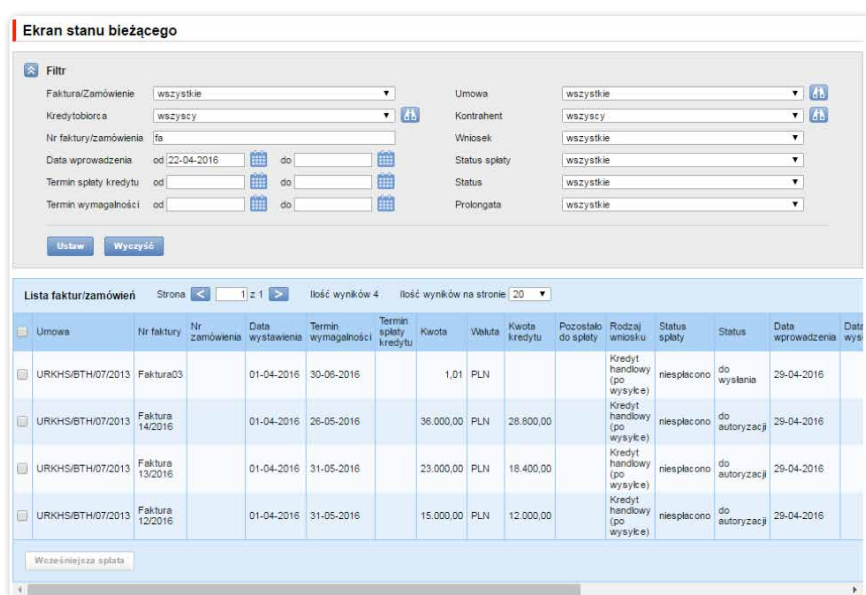 Ekran stanu bieżącego
Filtr
Faktura/Zamówienie wszystkie Umowa wszystkie
Kredytobiorca wszyscy Kontrahent wszyscy
Nr faktury/zamówienia fa Wniosek wszystkie
Data wprowadzenia od 22-04-2016 do Status spłaty wszystkie
Termin spłaty kredytu od do Status wszystkie
Termin wymagalności od do Prolongata wszystkie
Ustaw Wyczyść
Lista faktur/zamówień Strona < 1 z 1 > Ilość wyników 4 Ilość wyników na stronie 20
Umowa Nr faktury Nr zamówienia Data wystawienia Termin wymagalności Termin spłaty kredytu Kwota Waluta Kwota kredytu Pozostało do spłaty Rodzaj wniosku Status spłaty Status Data wprowadzenia Data
URKHS/BTH/07/2013 Faktura03 01-04-2016 30-06-2016 1,01 PLN Kredyt handlowy (po wysyłce) niespłacono do wysłania 29-04-2016
URKHS/BTH/07/2013 Faktura 14/2016 01-04-2016 26-05-2016 36.000,00 PLN 28.800,00 Kredyt handlowy (po wysyłce) niespłacono do autoryzacji 29-04-2016
URKHS/BTH/07/2013 Faktura 13/2016 01-04-2016 31-05-2016 23.000,00 PLN 18.400,00 Kredyt handlowy (po wysyłce) niespłacono do autoryzacji 29-04-2016
URKHS/BTH/07/2013 Faktura 12/2016 01-04-2016 31-05-2016 15.000,00 PLN 12.000,00 Kredyt handlowy (po wysyłce) niespłacono do autoryzacji 29-04-2016
Wcześniejsza spłata